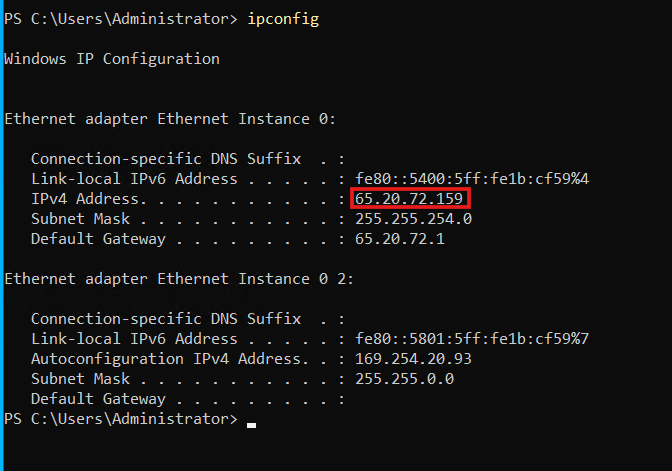 PS C:\Users\Administrator> ipconfig
Windows IP Configuration
Ethernet adapter Ethernet Instance 0:
Connection-specific DNS Suffix  . :
Link-local IPv6 Address . . . . . : fe80::5400:5ff:fe1b:cf59%4
IPv4 Address. . . . . . . . . . . : 65.20.72.159
Subnet Mask . . . . . . . . . . . : 255.255.254.0
Default Gateway . . . . . . . . . : 65.20.72.1
Ethernet adapter Ethernet Instance 0 2:
Connection-specific DNS Suffix  . :
Link-local IPv6 Address . . . . . : fe80::5801:5ff:fe1b:cf59%7
Autoconfiguration IPv4 Address. . : 169.254.20.93
Subnet Mask . . . . . . . . . . . : 255.255.0.0
Default Gateway . . . . . . . . . :
PS C:\Users\Administrator>